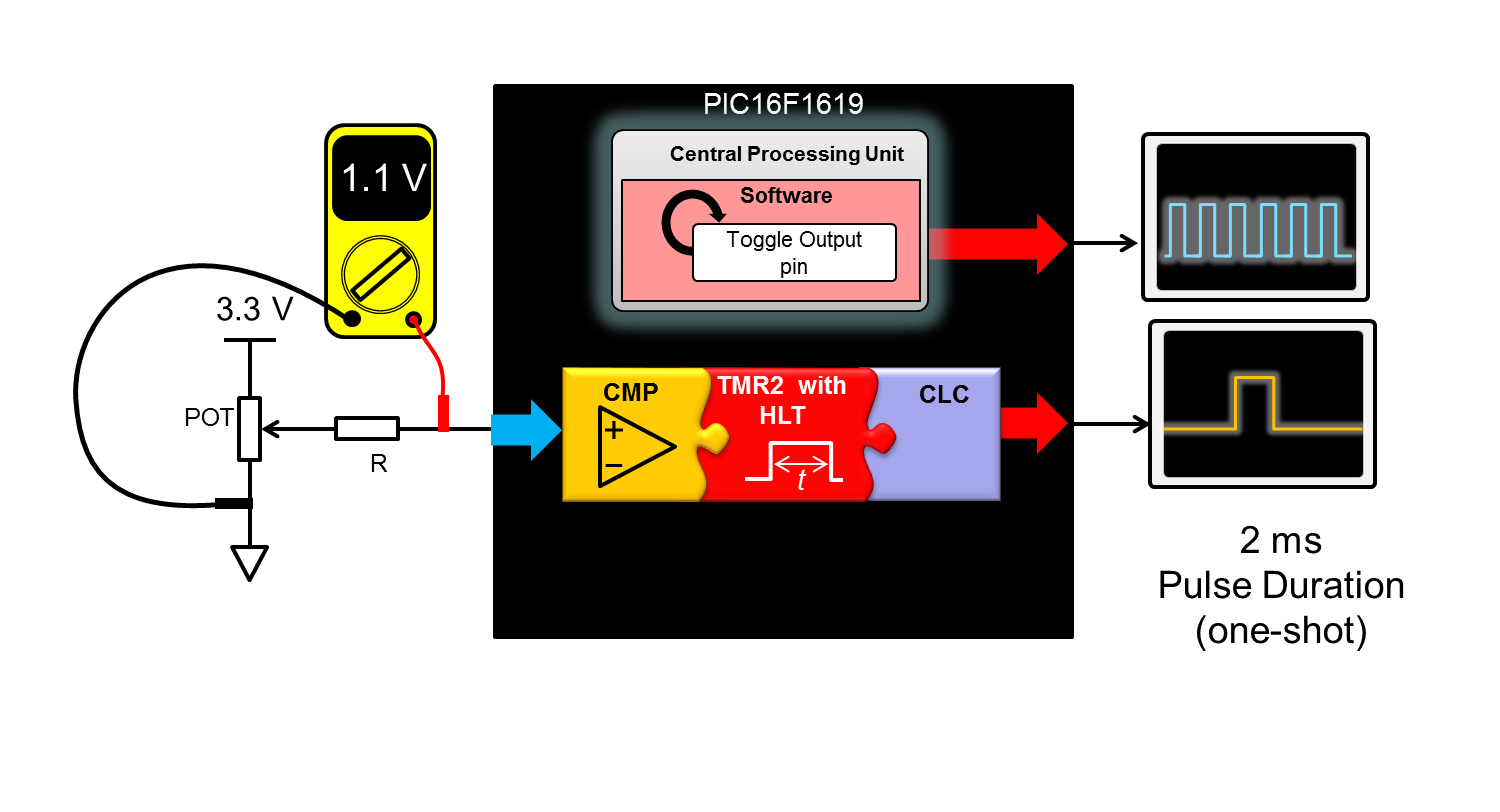 PIC16F1619
Central Processing Unit
Software
Toggle Output
pin
1.1 V
3.3 V
POT
R
CMP
+
−
TMR2 with
HLT
t
CLC
2 ms
Pulse Duration
(one-shot)